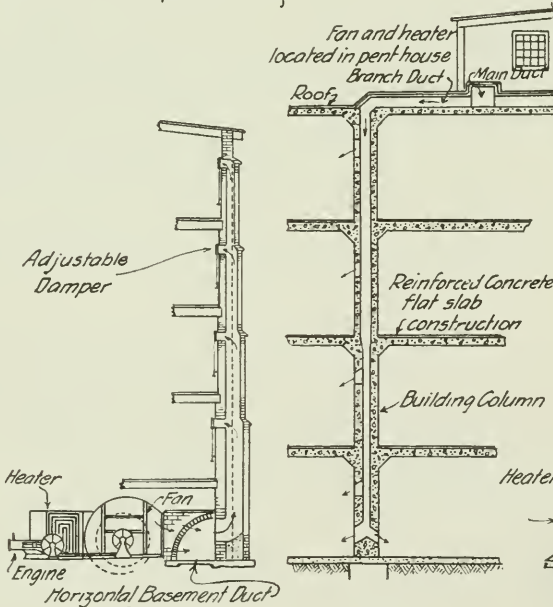 Fan and heater
located in pent house
Branch Duct
Main Duct
Roof
Adjustable
Damper
Reinforced Concrete
flat slab
construction
Building Column
Heater
Fan
Engine
Horizontal Basement Duct
Heater